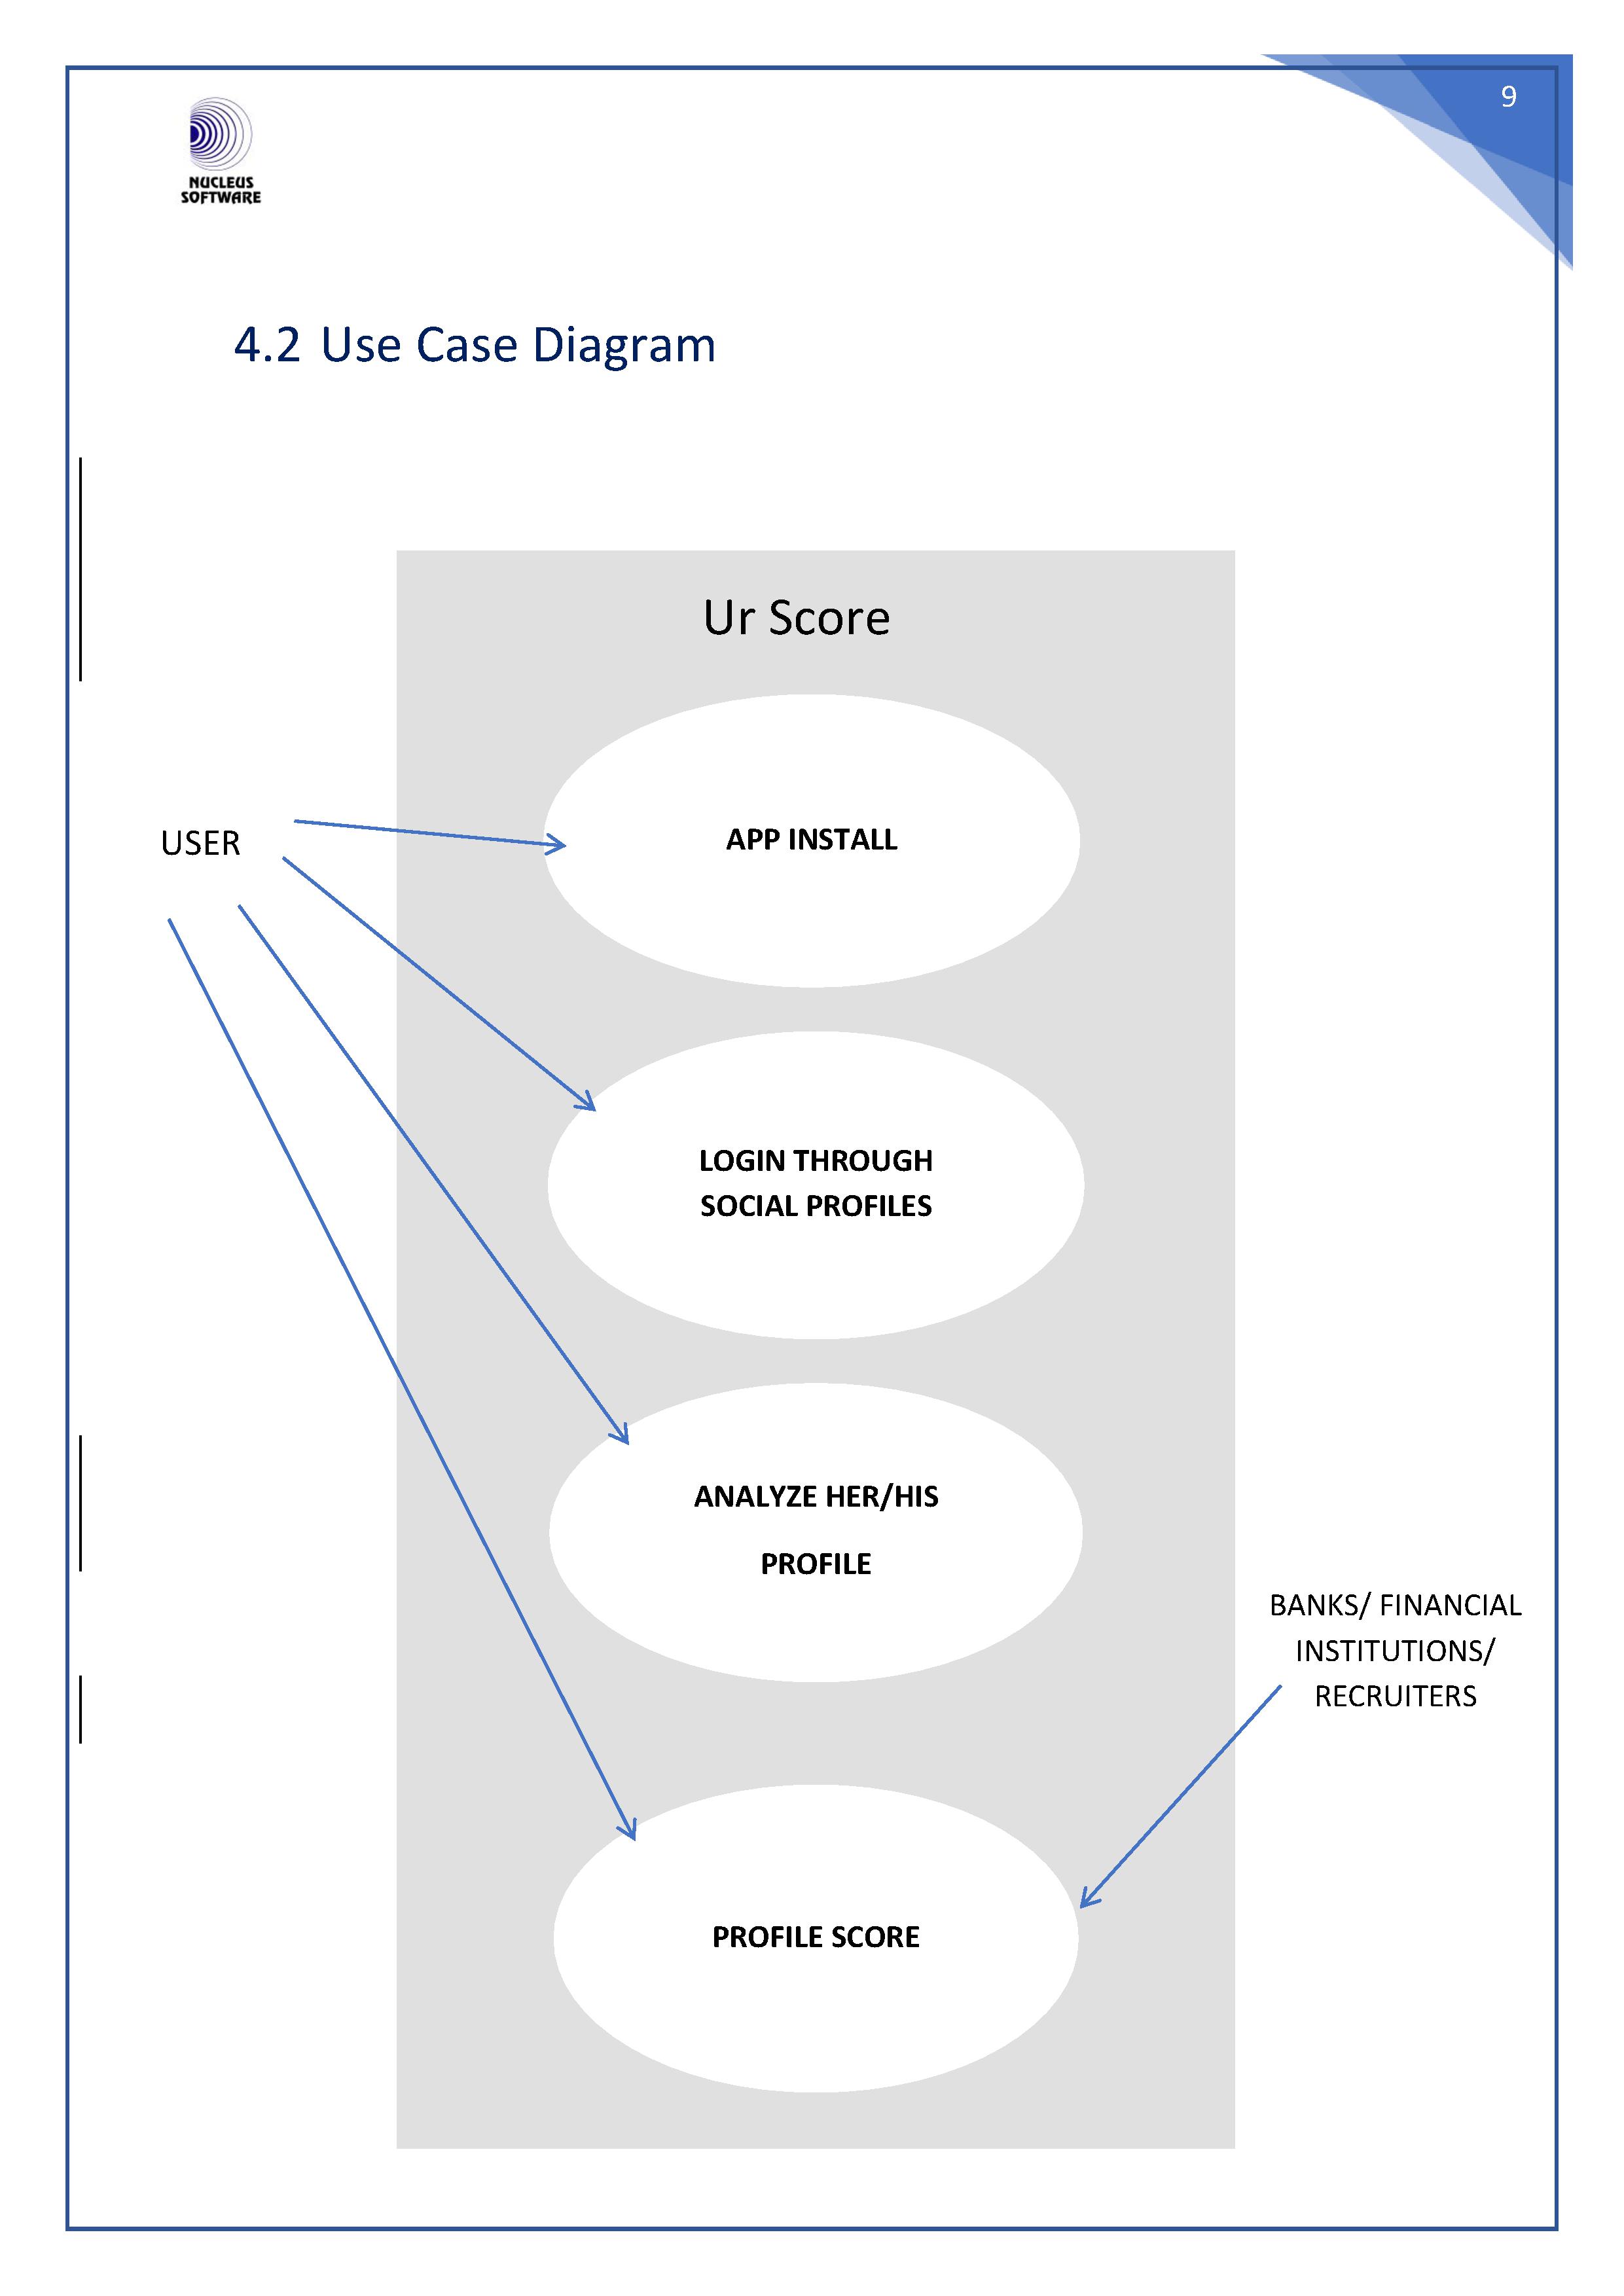 9
NUCLEUS
SOFTWARE
4.2 Use Case Diagram
Ur Score
USER
APP INSTALL
LOGIN THROUGH
SOCIAL PROFILES
ANALYZE HER/HIS
PROFILE
BANKS/ FINANCIAL
INSTITUTIONS/
RECRUITERS
PROFILE SCORE